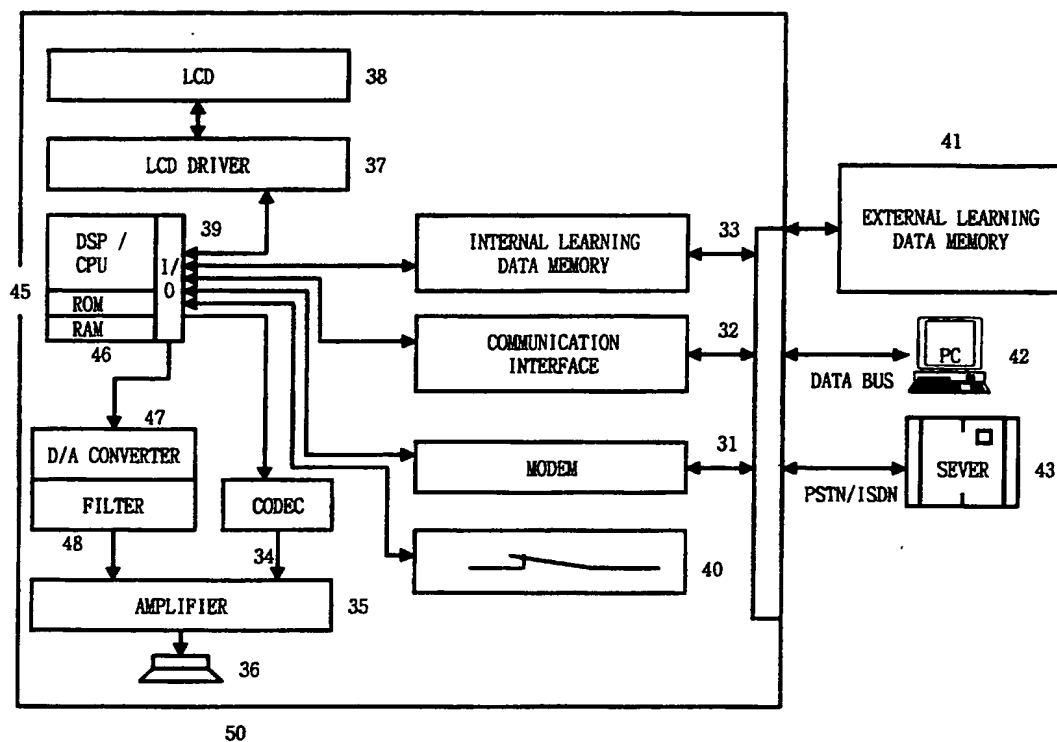 LCD
38
LCD DRIVER
37
41
EXTERNAL LEARNING
DATA MEMORY
39
DSP /
CPU
I/
O
45
ROM
RAM
46
INTERNAL LEARNING
DATA MEMORY
33
COMMUNICATION
INTERFACE
32
PC
42
DATA BUS
47
D/A CONVERTER
FILTER
48
CODEC
34
MODEM
31
SEVER
43
PSTN/ISDN
40
AMPLIFIER
35
36
50